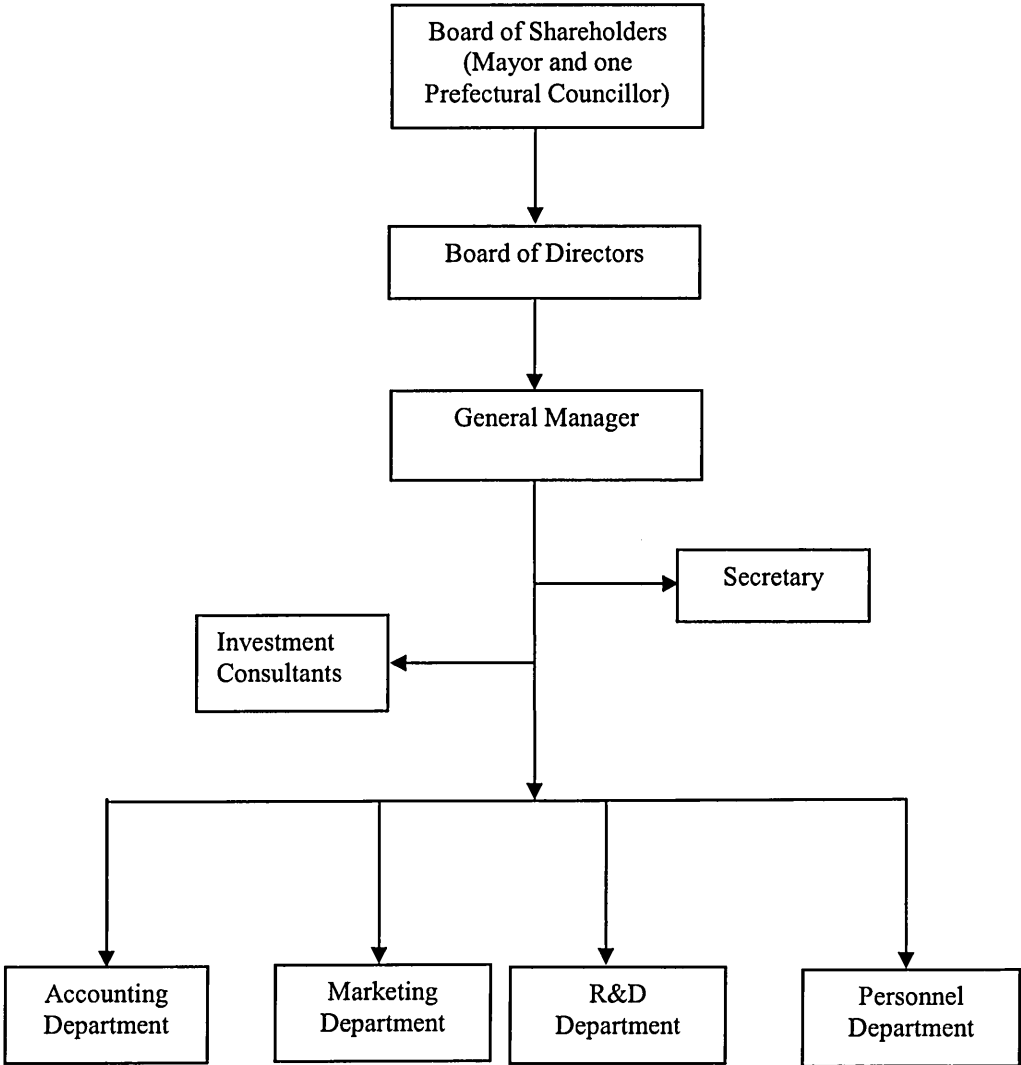 Board of Shareholders
(Mayor and one
Prefectural Councillor)
Board of Directors
General Manager
Secretary
Investment
Consultants
Accounting
Department
Marketing
Department
R&D
Department
Personnel
Department